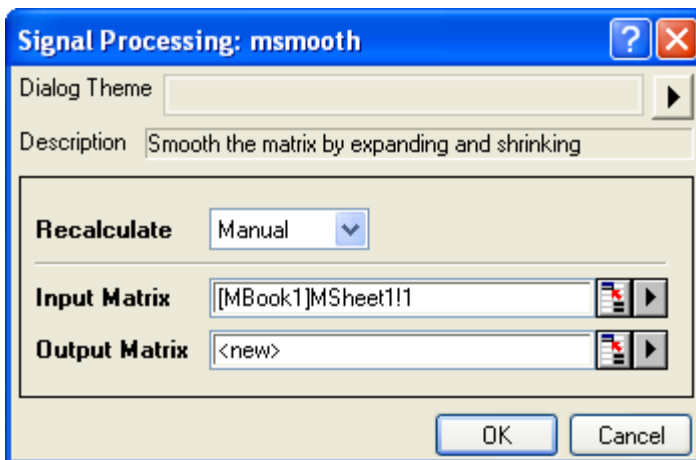 Signal Processing: msmooth
Dialog Theme
Description Smooth the matrix by expanding and shrinking
Recalculate Manual
Input Matrix [MBook1]MSheet1!1
Output Matrix <new>
OK Cancel